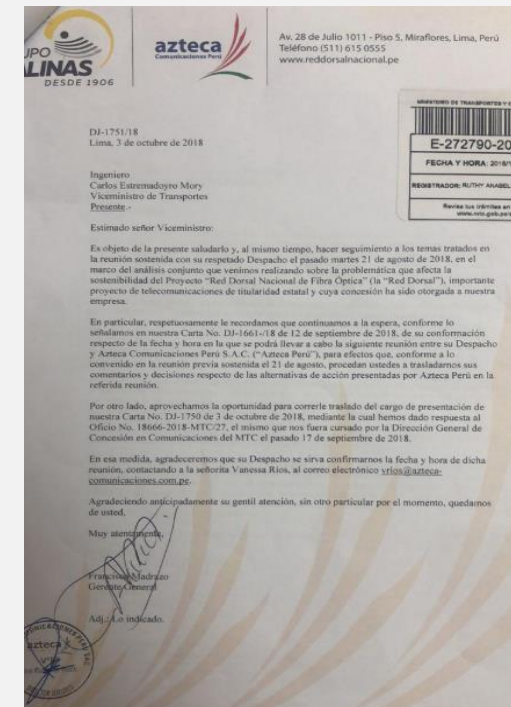 UPO
LINAS
DESDE 1906
azteca
Comunicaciones Perú
Av. 28 de Julio 1011 - Piso 5, Miraflores, Lima, Perú
Teléfono (511) 615 0555
www.reddorsalnacional.pe
MINISTERIO DE TRANSPORTES Y
E-272790-20
FECHA Y HORA: 2018/1
REGISTRADOR: RUTHY ANABEL
Revise tus trámites en
www.mtc.gob.pe
DJ-1751/18
Lima, 3 de octubre de 2018
Ingeniero
Carlos Estremadoyro Mory
Viceministro de Transportes
Presente.-
Estimado señor Viceministro:
Es objeto de la presente saludarlo y, al mismo tiempo, hacer seguimiento a los temas tratados en
la reunión sostenida con su respetado Despacho el pasado martes 21 de agosto de 2018, en el
marco del análisis conjunto que venimos realizando sobre la problemática que afecta la
sostenibilidad del Proyecto “Red Dorsal Nacional de Fibra Óptica” (la “Red Dorsal”), importante
proyecto de telecomunicaciones de titularidad estatal y cuya concesión ha sido otorgada a nuestra
empresa.
En particular, respetuosamente le recordamos que continuamos a la espera, conforme lo
señalamos en nuestra Carta No. DJ-1661-/18 de 12 de septiembre de 2018, de su conformación
respecto de la fecha y hora en la que se podrá llevar a cabo la siguiente reunión entre su Despacho
y Azteca Comunicaciones Perú S.A.C. (“Azteca Perú”), para efectos que, conforme a lo
convenido en la reunión previa sostenida el 21 de agosto, procedan ustedes a trasladarnos sus
comentarios y decisiones respecto de las alternativas de acción presentadas por Azteca Perú en la
referida reunión.
Por otro lado, aprovechamos la oportunidad para correrle traslado del cargo de presentación de
nuestra Carta No. DJ-1750 de 3 de octubre de 2018, mediante la cual hemos dado respuesta al
Oficio No. 18666-2018-MTC/27, el mismo que nos fuera cursado por la Dirección General de
Concesión en Comunicaciones del MTC el pasado 17 de septiembre de 2018.
En esa medida, agradeceremos que su Despacho se sirva confirmarnos la fecha y hora de dicha
reunión, contactando a la señorita Vanessa Rios, al correo electrónico vrios@azteca-
comunicaciones.com.pe.
Agradeciendo anticipadamente su gentil atención, sin otro particular por el momento, quedamos
de usted,
Muy atentamente,
Francisco Madrazo
Gerente General
Adj.: Lo indicado.
azteca